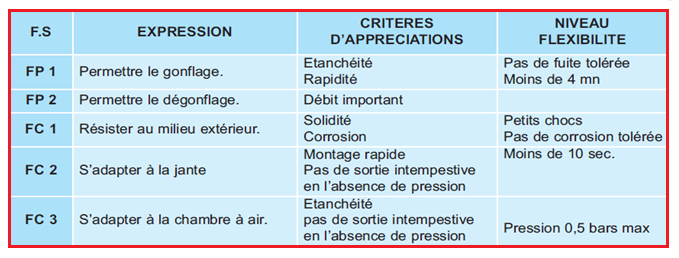 F.S
EXPRESSION
CRITERES
D'APPRECIATIONS
NIVEAU
FLEXIBILITE
FP 1
Permettre le gonflage.
Etanchéité
Rapidité
Pas de fuite tolérée
Moins de 4 mn
FP 2
Permettre le dégonflage.
Débit important
FC 1
Résister au milieu extérieur.
Solidité
Corrosion
Petits chocs
Pas de corrosion tolérée
FC 2
S'adapter à la jante
Montage rapide
Pas de sortie intempestive
en l'absence de pression
Moins de 10 sec.
FC 3
S'adapter à la chambre à air.
Etanchéité
pas de sortie intempestive
en l'absence de pression
Pression 0,5 bars max